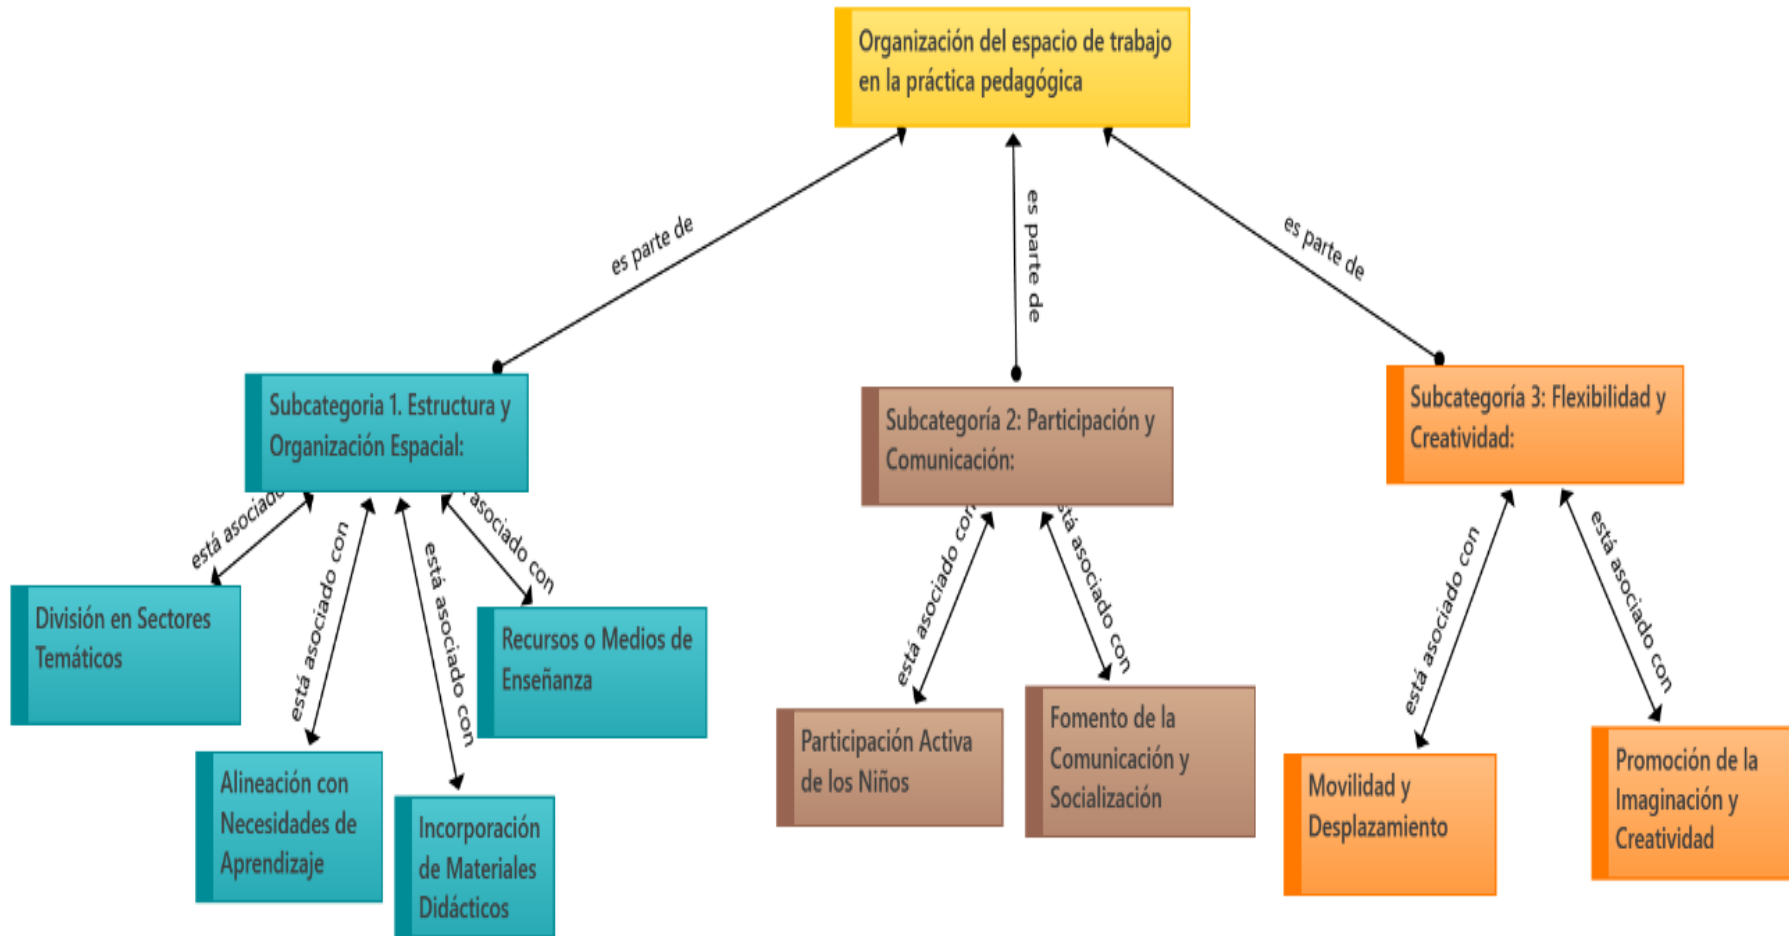 Organización del espacio de trabajo
en la práctica pedagógica
es parte de
es parte de
es parte de
Subcategoria 1. Estructura y
Organización Espacial:
Subcategoría 2: Participación y
Comunicación:
Subcategoría 3: Flexibilidad y
Creatividad:
está asociado
está asociado con
está asociado con
asociado con
está asociado con
está asociado con
está asociado con
está asociado con
División en Sectores
Temáticos
Alineación con
Necesidades de
Aprendizaje
Incorporación
de Materiales
Didácticos
Recursos o Medios de
Enseñanza
Participación Activa
de los Niños
Fomento de la
Comunicación y
Socialización
Movilidad y
Desplazamiento
Promoción de la
Imaginación y
Creatividad